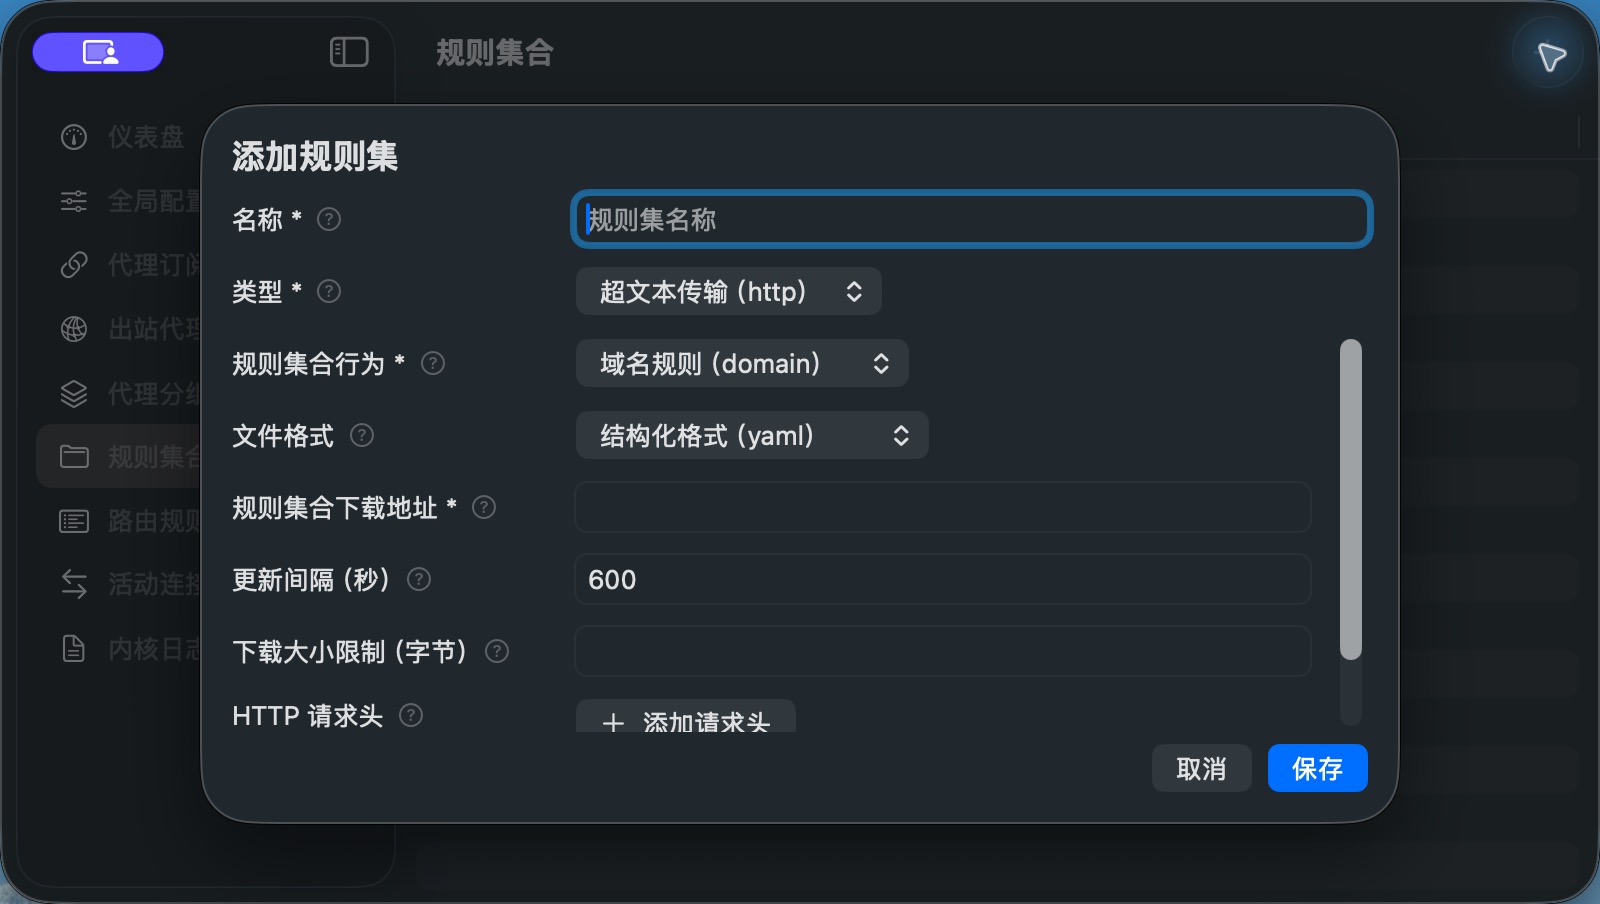 规则集合
仪表盘
全局配置
代理订阅
出站代理
代理分组
规则集合
路由规则
活动连接
内核日志
添加规则集
名称 *
规则集名称
类型 *
超文本传输 (http)
规则集合行为 *
域名规则 (domain)
文件格式
结构化格式 (yaml)
规则集合下载地址 *
更新间隔 (秒)
600
下载大小限制 (字节)
HTTP 请求头
添加请求头
取消
保存